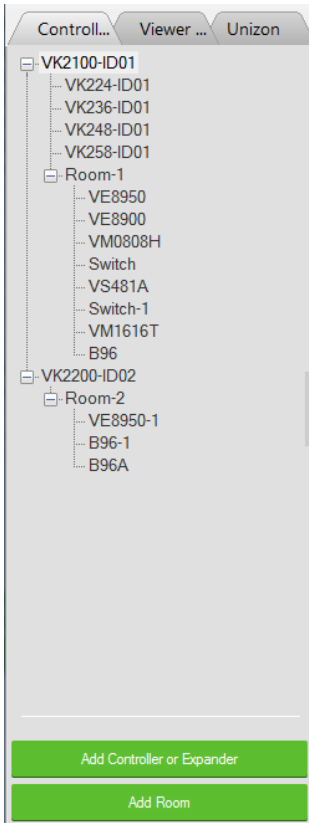 Controll... Viewer ... Unizon
VK2100-ID01
VK224-ID01
VK236-ID01
VK248-ID01
VK258-ID01
Room-1
VE8950
VE8900
VM0808H
Switch
VS481A
Switch-1
VM1616T
B96
VK2200-ID02
Room-2
VE8950-1
B96-1
B96A
Add Controller or Expander
Add Room